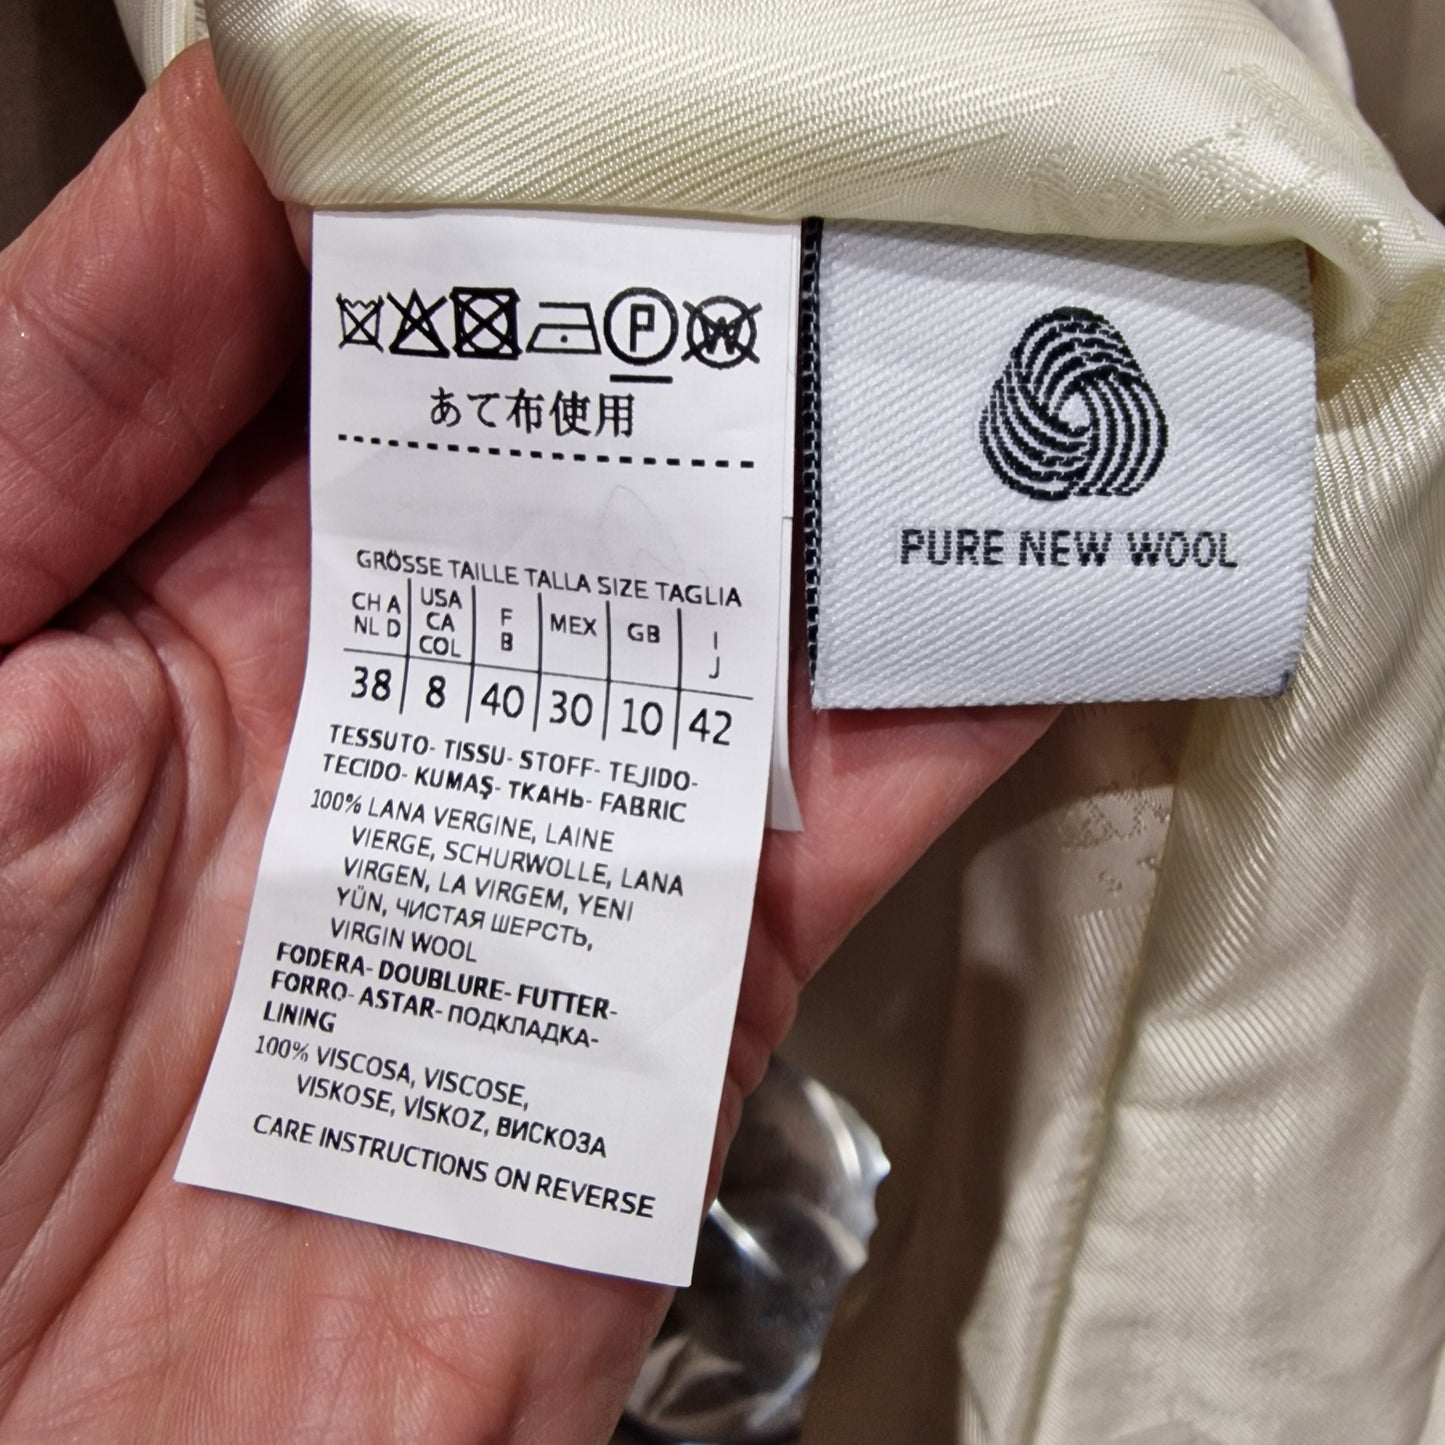 P
W
あて布使用
GRÖSSE TAILLE TALLA SIZE TAGLIA
CH A NL D USA CA COL F B MEX GB I J
38 8 40 30 10 42
TESSUTO- TISSU- STOFF- TEJIDO-
TECIDO- KUMAŞ- ТКАНЬ- FABRIC
100% LANA VERGINE, LAINE
VIERGE, SCHURWOLLE, LANA
VIRGEN, LA VIRGEM, YENI
YÜN, ЧИСТАЯ ШЕРСТЬ,
VIRGIN WOOL
FODERA- DOUBLURE- FUTTER-
FORRO- ASTAR- ПОДКЛАДКА-
LINING
100% VISCOSA, VISCOSE,
VISKOSE, VİSKOZ, ВИСКОЗА
CARE INSTRUCTIONS ON REVERSE
PURE NEW WOOL